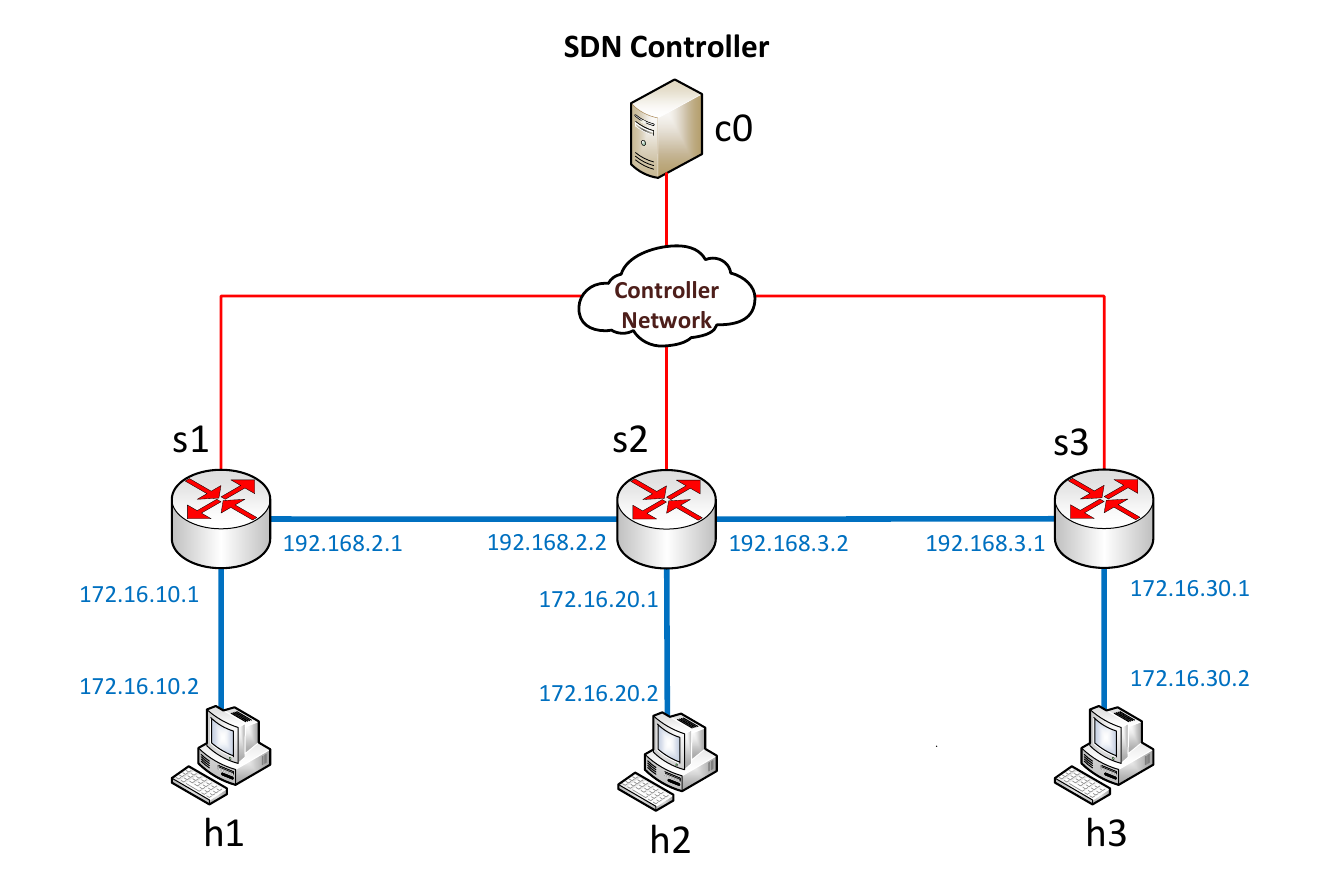 SDN Controller
c0
Controller
Network
s1
s2
s3
192.168.2.1
192.168.2.2
192.168.3.2
192.168.3.1
172.16.10.1
172.16.20.1
172.16.30.1
172.16.10.2
172.16.20.2
172.16.30.2
h1
h2
h3